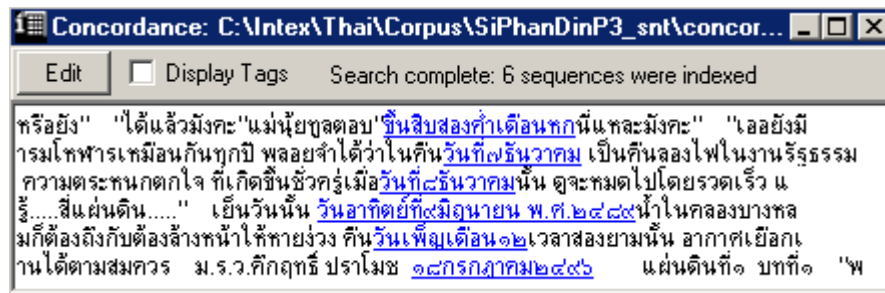 Concordance: C:\Intex\Thai\Corpus\SiPhanDinP3_snt\concor...
Edit Display Tags Search complete: 6 sequences were indexed
หรือยัง" "ได้แล้วมังคะ"แม่นุ้ยทูลตอบ"ขึ้นสิบสองค่ำเดือนหกนี่แหละมังคะ" "เออยังมี
ารมโหฬารเหมือนกันทุกปี พลอยจำได้ว่าในคืนวันที่๗ธันวาคม เป็นคืนลองไฟในงานรัฐธรรม
ความตระหนกตกใจ ที่เกิดขึ้นชั่วครู่เมื่อวันที่๘ธันวาคมนั้น ดูจะหมดไปโดยรวดเร็ว แ
รู้.....สี่แผ่นดิน....." เย็นวันนั้น วันอาทิตย์ที่๙มิถุนายน พ.ศ.๒๔๘๙น้ำในคลองบางหล
มก็ต้องถึงกับต้องล้างหน้าให้หายง่วง คืนวันเพ็ญเดือน๑๒เวลาสองยามนั้น อากาศเยือกเ
านได้ตามสมควร ม.ร.ว.คึกฤทธิ์ ปราโมช ๑๘กรกฎาคม๒๔๙๖ แผ่นดินที่๑ บทที่๑ "พ